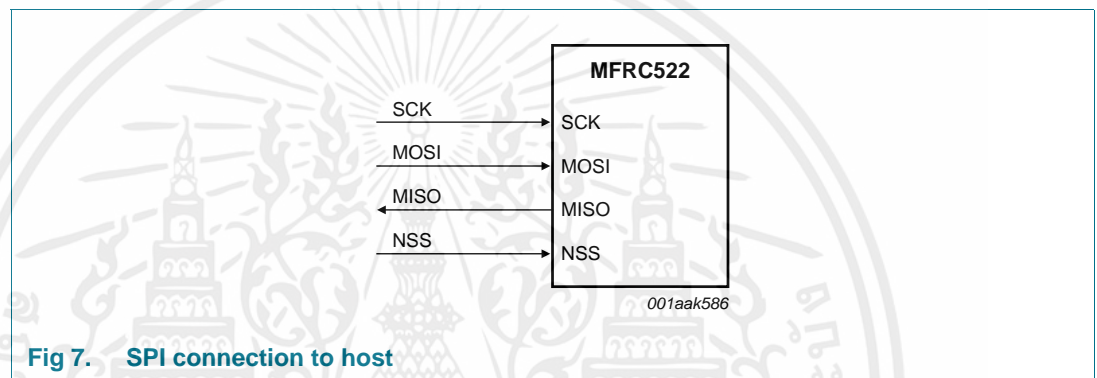 MFRC522
SCK SCK
MOSI MOSI
MISO MISO
NSS NSS
001aak586
Fig 7. SPI connection to host